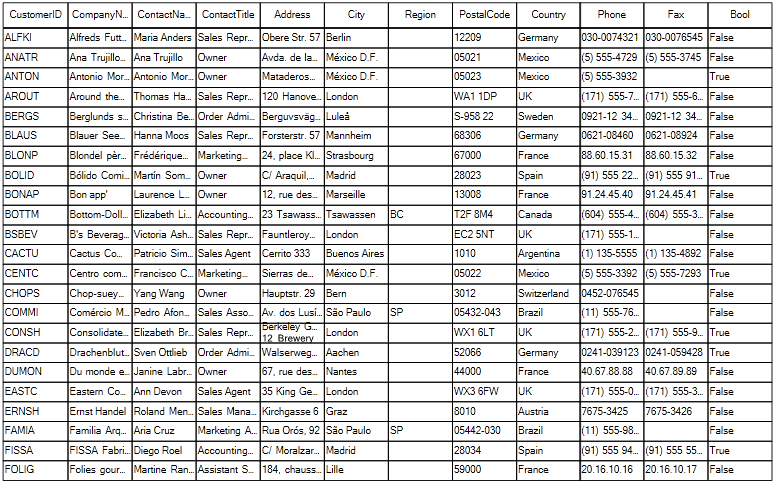 CustomerID CompanyN... ContactNa... ContactTitle Address City Region PostalCode Country Phone Fax Bool
ALFKI Alfreds Futt... Maria Anders Sales Repr... Obere Str. 57 Berlin 12209 Germany 030-0074321 030-0076545 False
ANATR Ana Trujillo... Ana Trujillo Owner Avda. de la... México D.F. 05021 Mexico (5) 555-4729 (5) 555-3745 False
ANTON Antonio Mor... Antonio Mor... Owner Mataderos... México D.F. 05023 Mexico (5) 555-3932 True
AROUT Around the... Thomas Ha... Sales Repr... 120 Hanove... London WA1 1DP UK (171) 555-7... (171) 555-6... False
BERGS Berglunds s... Christina Be... Order Admi... Berguvsväg... Luleå S-958 22 Sweden 0921-12 34... 0921-12 34... False
BLAUS Blauer See... Hanna Moos Sales Repr... Forsterstr. 57 Mannheim 68306 Germany 0621-08460 0621-08924 False
BLONP Blondel pèr... Frédérique... Marketing... 24, place Kl... Strasbourg 67000 France 88.60.15.31 88.60.15.32 False
BOLID Bólido Comi... Martín Som... Owner C/ Araquil,... Madrid 28023 Spain (91) 555 22... (91) 555 91... True
BONAP Bon app' Laurence L... Owner 12, rue des... Marseille 13008 France 91.24.45.40 91.24.45.41 False
BOTTM Bottom-Doll... Elizabeth Li... Accounting... 23 Tsawass... Tsawassen BC T2F 8M4 Canada (604) 555-4... (604) 555-3... False
BSBEV B's Beverag... Victoria Ash... Sales Repr... Fauntleroy... London EC2 5NT UK (171) 555-1... False
CACTU Cactus Co... Patricio Sim... Sales Agent Cerrito 333 Buenos Aires 1010 Argentina (1) 135-5555 (1) 135-4892 False
CENTC Centro com... Francisco C... Marketing... Sierras de... México D.F. 05022 Mexico (5) 555-3392 (5) 555-7293 True
CHOPS Chop-suey... Yang Wang Owner Hauptstr. 29 Bern 3012 Switzerland 0452-076545 False
COMMI Comércio M... Pedro Afon... Sales Asso... Av. dos Lusí... São Paulo SP 05432-043 Brazil (11) 555-76... False
CONSH Consolidate... Elizabeth Br... Sales Repr... Berkeley G... London WX1 6LT UK (171) 555-2... (171) 555-9... True
12 Brewery
DRACD Drachenblut... Sven Ottlieb Order Admi... Walserweg... Aachen 52066 Germany 0241-039123 0241-059428 True
DUMON Du monde e... Janine Labr... Owner 67, rue des... Nantes 44000 France 40.67.88.88 40.67.89.89 False
EASTC Eastern Co... Ann Devon Sales Agent 35 King Ge... London WX3 6FW UK (171) 555-0... (171) 555-3... False
ERNSH Ernst Handel Roland Men... Sales Mana... Kirchgasse 6 Graz 8010 Austria 7675-3425 7675-3426 False
FAMIA Familia Arq... Aria Cruz Marketing A... Rua Orós, 92 São Paulo SP 05442-030 Brazil (11) 555-98... False
FISSA FISSA Fabri... Diego Roel Accounting... C/ Moralzar... Madrid 28034 Spain (91) 555 94... (91) 555 55... True
FOLIG Folies gour... Martine Ran... Assistant S... 184, chauss... Lille 59000 France 20.16.10.16 20.16.10.17 False